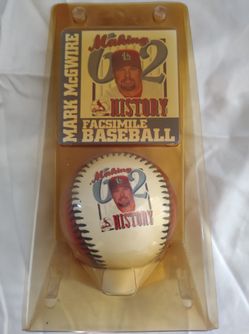 MARK McGWIRE
Making
62
HISTORY
FACSIMILE
BASEBALL
Making
62
HISTORY